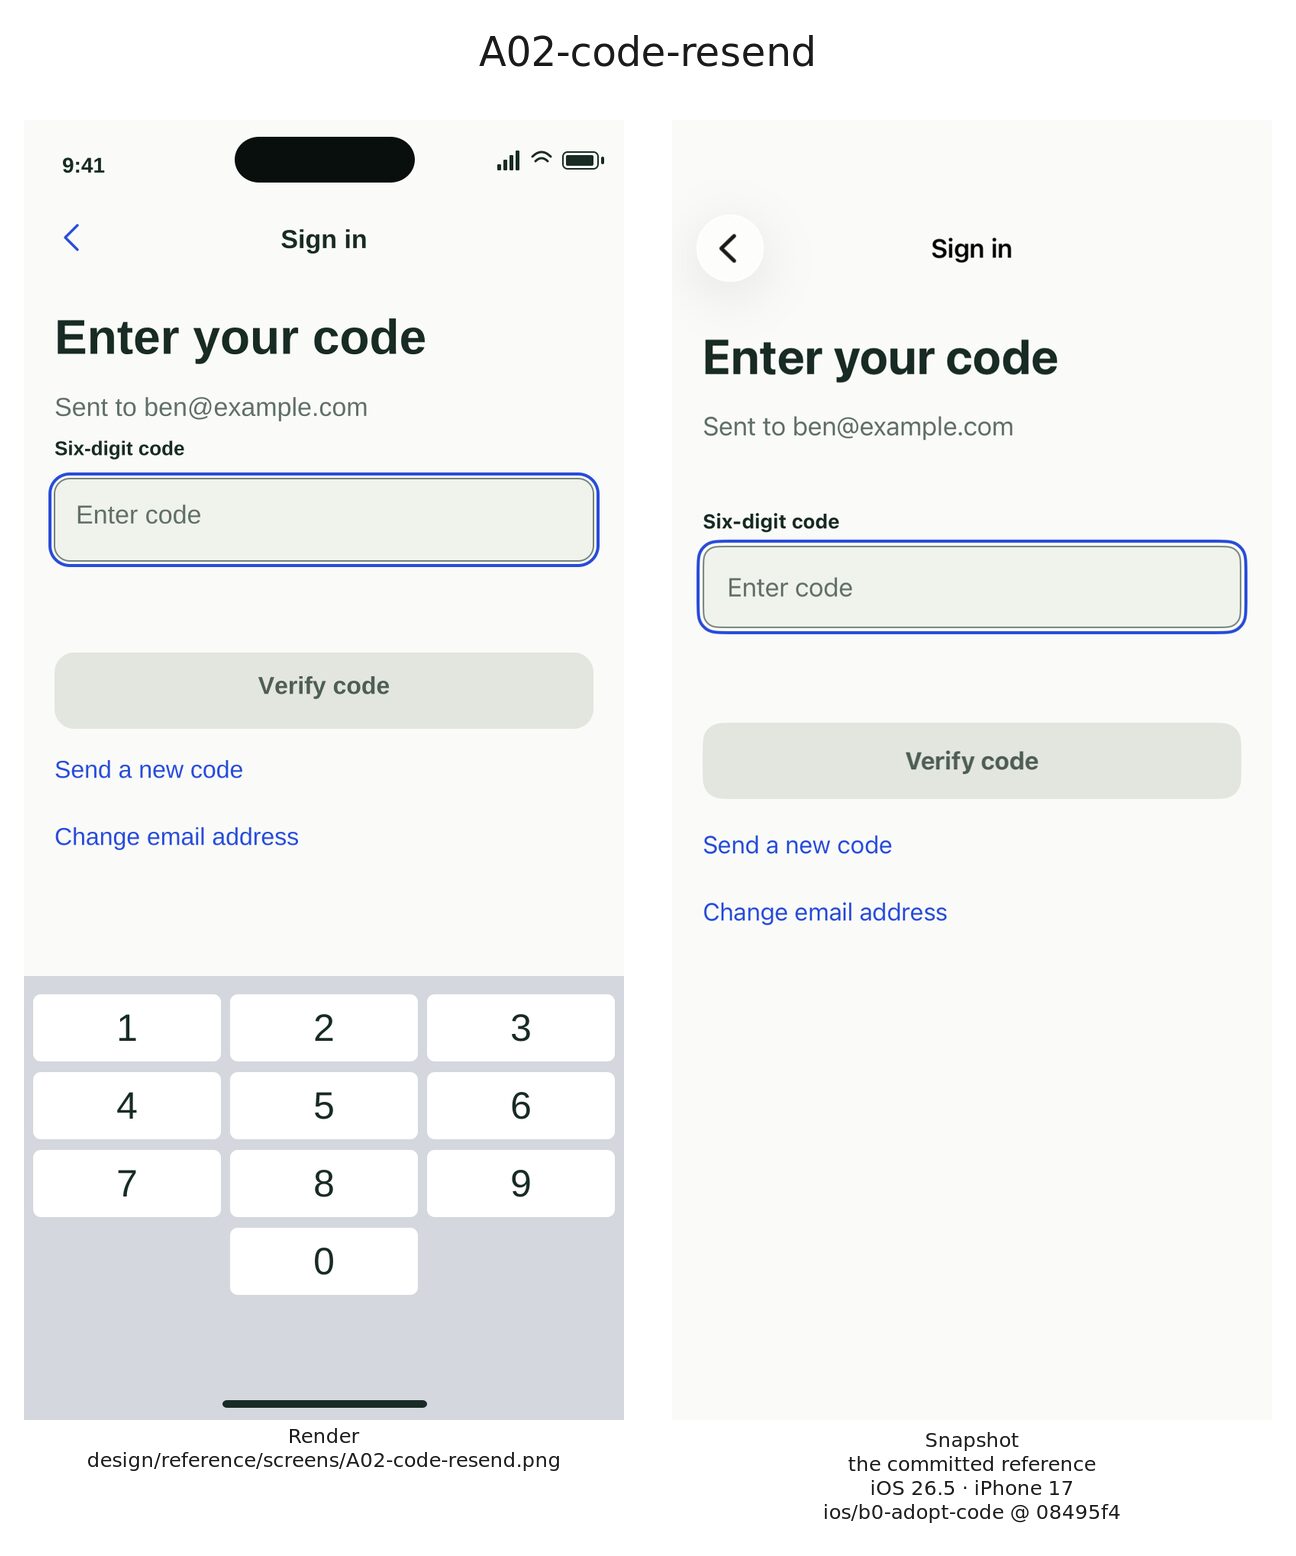 A02-code-resend
9:41
Sign in
Enter your code
Sent to ben@example.com
Six-digit code
Enter code
Verify code
Send a new code
Change email address
1 2 3
4 5 6
7 8 9
0
Render
design/reference/screens/A02-code-resend.png
Sign in
Enter your code
Sent to ben@example.com
Six-digit code
Enter code
Verify code
Send a new code
Change email address
Snapshot
the committed reference
iOS 26.5 · iPhone 17
ios/b0-adopt-code @ 08495f4